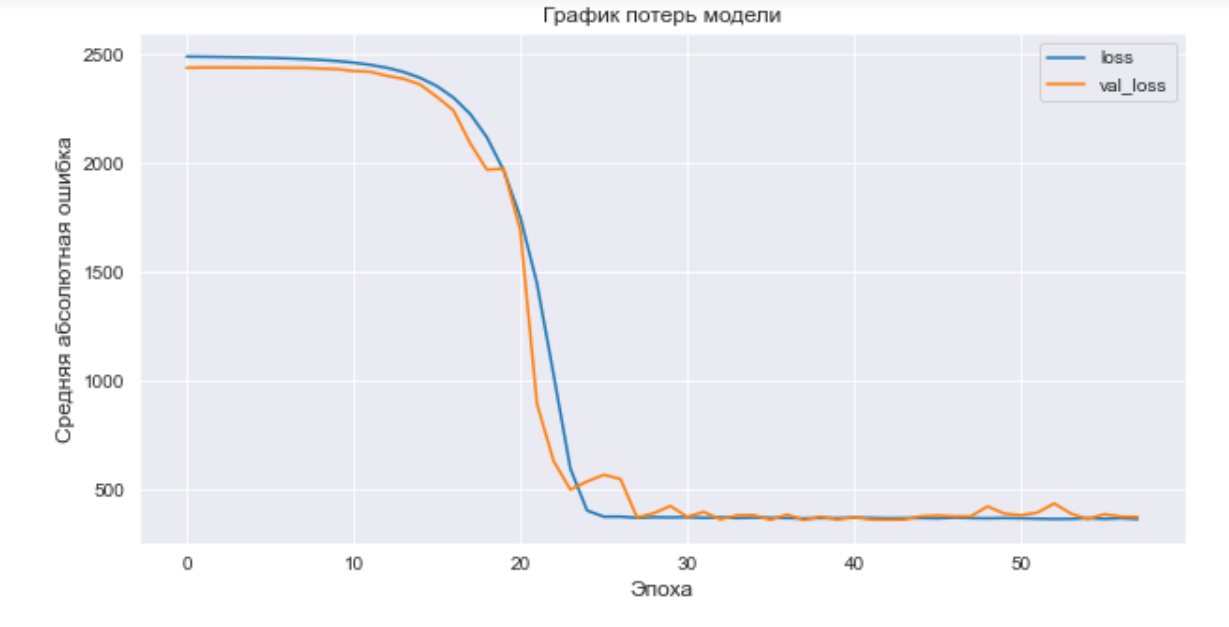 График потерь модели
loss
val_loss
Средняя абсолютная ошибка
2500
2000
1500
1000
500
0 10 20 30 40 50
Эпоха